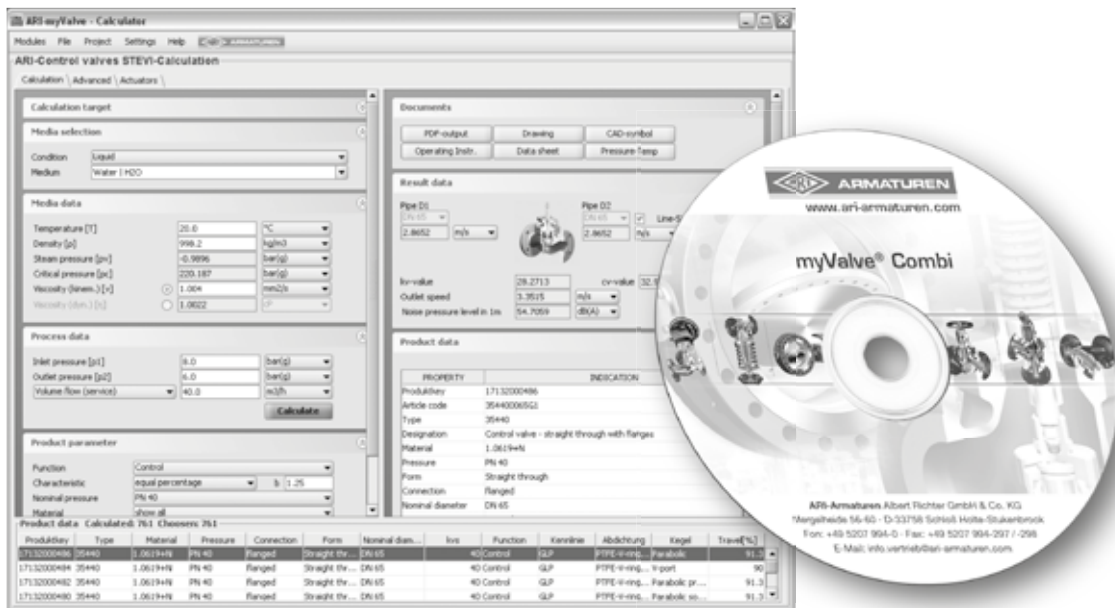 ARI-myValve - Calculator
Modules File Project Settings Help ARI ARMATUREN
ARI-Control valves STEVI-Calculation
Calculation Advanced Actuators
Calculation target
Media selection
Condition Liquid
Medium Water | H2O
Media data
Temperature [T] 20.0 °C
Density [ρ] 998.2 kg/m3
Steam pressure [pv] -0.9896 bar(g)
Critical pressure [pc] 220.187 bar(g)
Viscosity (kinem.) [ν] 1.004 mm2/s
Viscosity (dyn.) 1.0022 cP
Process data
Inlet pressure [p1] 8.0 bar(g)
Outlet pressure [p2] 6.0 bar(g)
Volume flow (service) 40.0 m3/h
Calculate
Product parameter
Function Control
Characteristic equal percentage b 1.25
Nominal pressure PN 40
Material show all
Documents
PDF-output Drawing CAD-symbol
Operating Instr. Data sheet Pressure-Temp
Result data
Pipe D1 Pipe D2
DN 65 DN 65 Line-S
2.8652 m/s 2.8652 m/s
kv-value 28.2713 cv-value 32.
Outlet speed 3.3515 m/s
Noise pressure level in 1m 54.7059 dB(A)
Product data
PROPERTY INDICATION
Produktkey 17132000486
Article code 354400065G1
Type 35440
Designation Control valve - straight through with flanges
Material 1.0619+N
Pressure PN 40
Form Straight through
Connection flanged
Nominal diameter DN 65
Product data Calculated: 761 Choosen: 761
Produktkey Type Material Pressure Connection Form Nominal diam... kvs Function Kennlinie Abdichtung Kegel Travel[%]
17132000486 35440 1.0619+N PN 40 flanged Straight thr... DN 65 40 Control GLP PTFE-V-ring... Parabolic 91.3
17132000484 35440 1.0619+N PN 40 flanged Straight thr... DN 65 40 Control GLP PTFE-V-ring... V-port 90
17132000482 35440 1.0619+N PN 40 flanged Straight thr... DN 65 40 Control GLP PTFE-V-ring... Parabolic pr... 91.3
17132000480 35440 1.0619+N PN 40 flanged Straight thr... DN 65 40 Control GLP PTFE-V-ring... Parabolic so... 91.3
ARI ARMATUREN
www.ari-armaturen.com
myValve® Combi
ARI-Armaturen Albert Richter GmbH & Co. KG
Mergelheide 56-60 · D-33758 Schloß Holte-Stukenbrock
Fon: +49 5207 994-0 · Fax: +49 5207 994-297 / -298
E-Mail: info.vertrieb@ari-armaturen.com